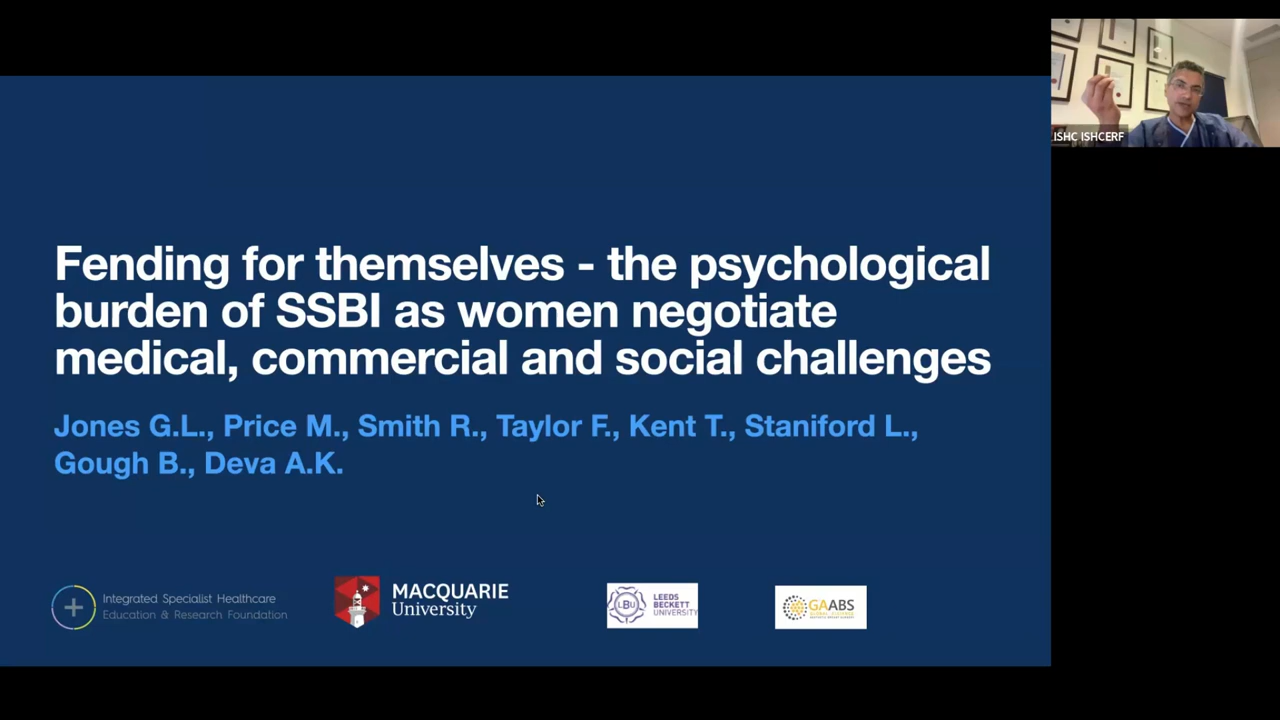 ISHC ISHCERF
Fending for themselves - the psychological
burden of SSBI as women negotiate
medical, commercial and social challenges
Jones G.L., Price M., Smith R., Taylor F., Kent T., Staniford L.,
Gough B., Deva A.K.
Integrated Specialist Healthcare
Education & Research Foundation
MACQUARIE
University
LBU
LEEDS
BECKETT
UNIVERSITY
GAABS